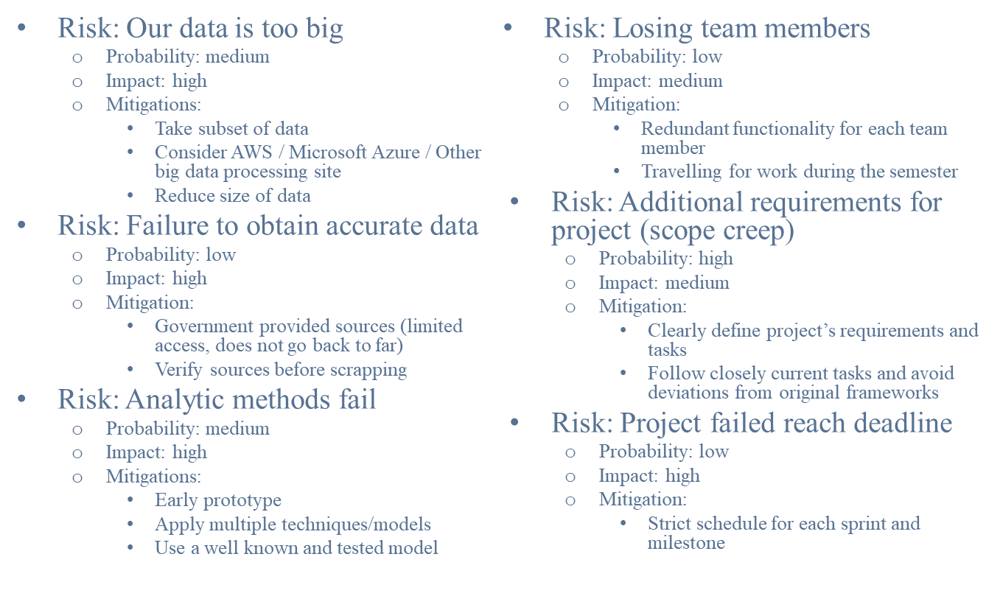 • Risk: Our data is too big
o Probability: medium
o Impact: high
o Mitigations:
• Take subset of data
• Consider AWS / Microsoft Azure / Other
big data processing site
• Reduce size of data
• Risk: Failure to obtain accurate data
o Probability: low
o Impact: high
o Mitigation:
• Government provided sources (limited
access, does not go back to far)
• Verify sources before scrapping
• Risk: Analytic methods fail
o Probability: medium
o Impact: high
o Mitigations:
• Early prototype
• Apply multiple techniques/models
• Use a well known and tested model
• Risk: Losing team members
o Probability: low
o Impact: medium
o Mitigation:
• Redundant functionality for each team
member
• Travelling for work during the semester
• Risk: Additional requirements for
project (scope creep)
o Probability: high
o Impact: medium
o Mitigation:
• Clearly define project’s requirements and
tasks
• Follow closely current tasks and avoid
deviations from original frameworks
• Risk: Project failed reach deadline
o Probability: low
o Impact: high
o Mitigation:
• Strict schedule for each sprint and
milestone